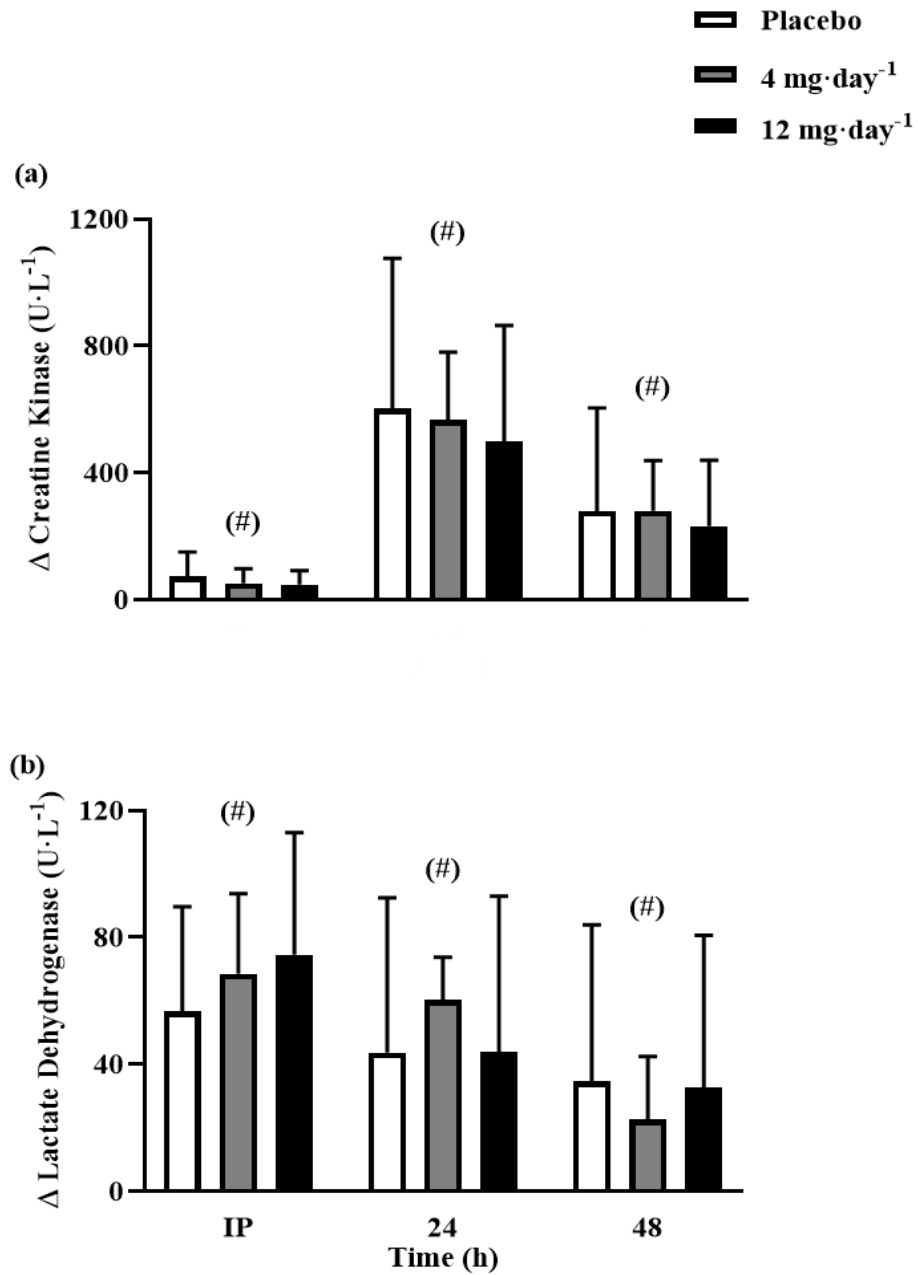 Placebo
4 mg·day⁻¹
12 mg·day⁻¹
(a)
Δ Creatine Kinase (U·L⁻¹)
1200
800
400
0
(#)
(#)
(#)
(b)
Δ Lactate Dehydrogenase (U·L⁻¹)
120
80
40
0
(#)
(#)
(#)
IP 24 48
Time (h)